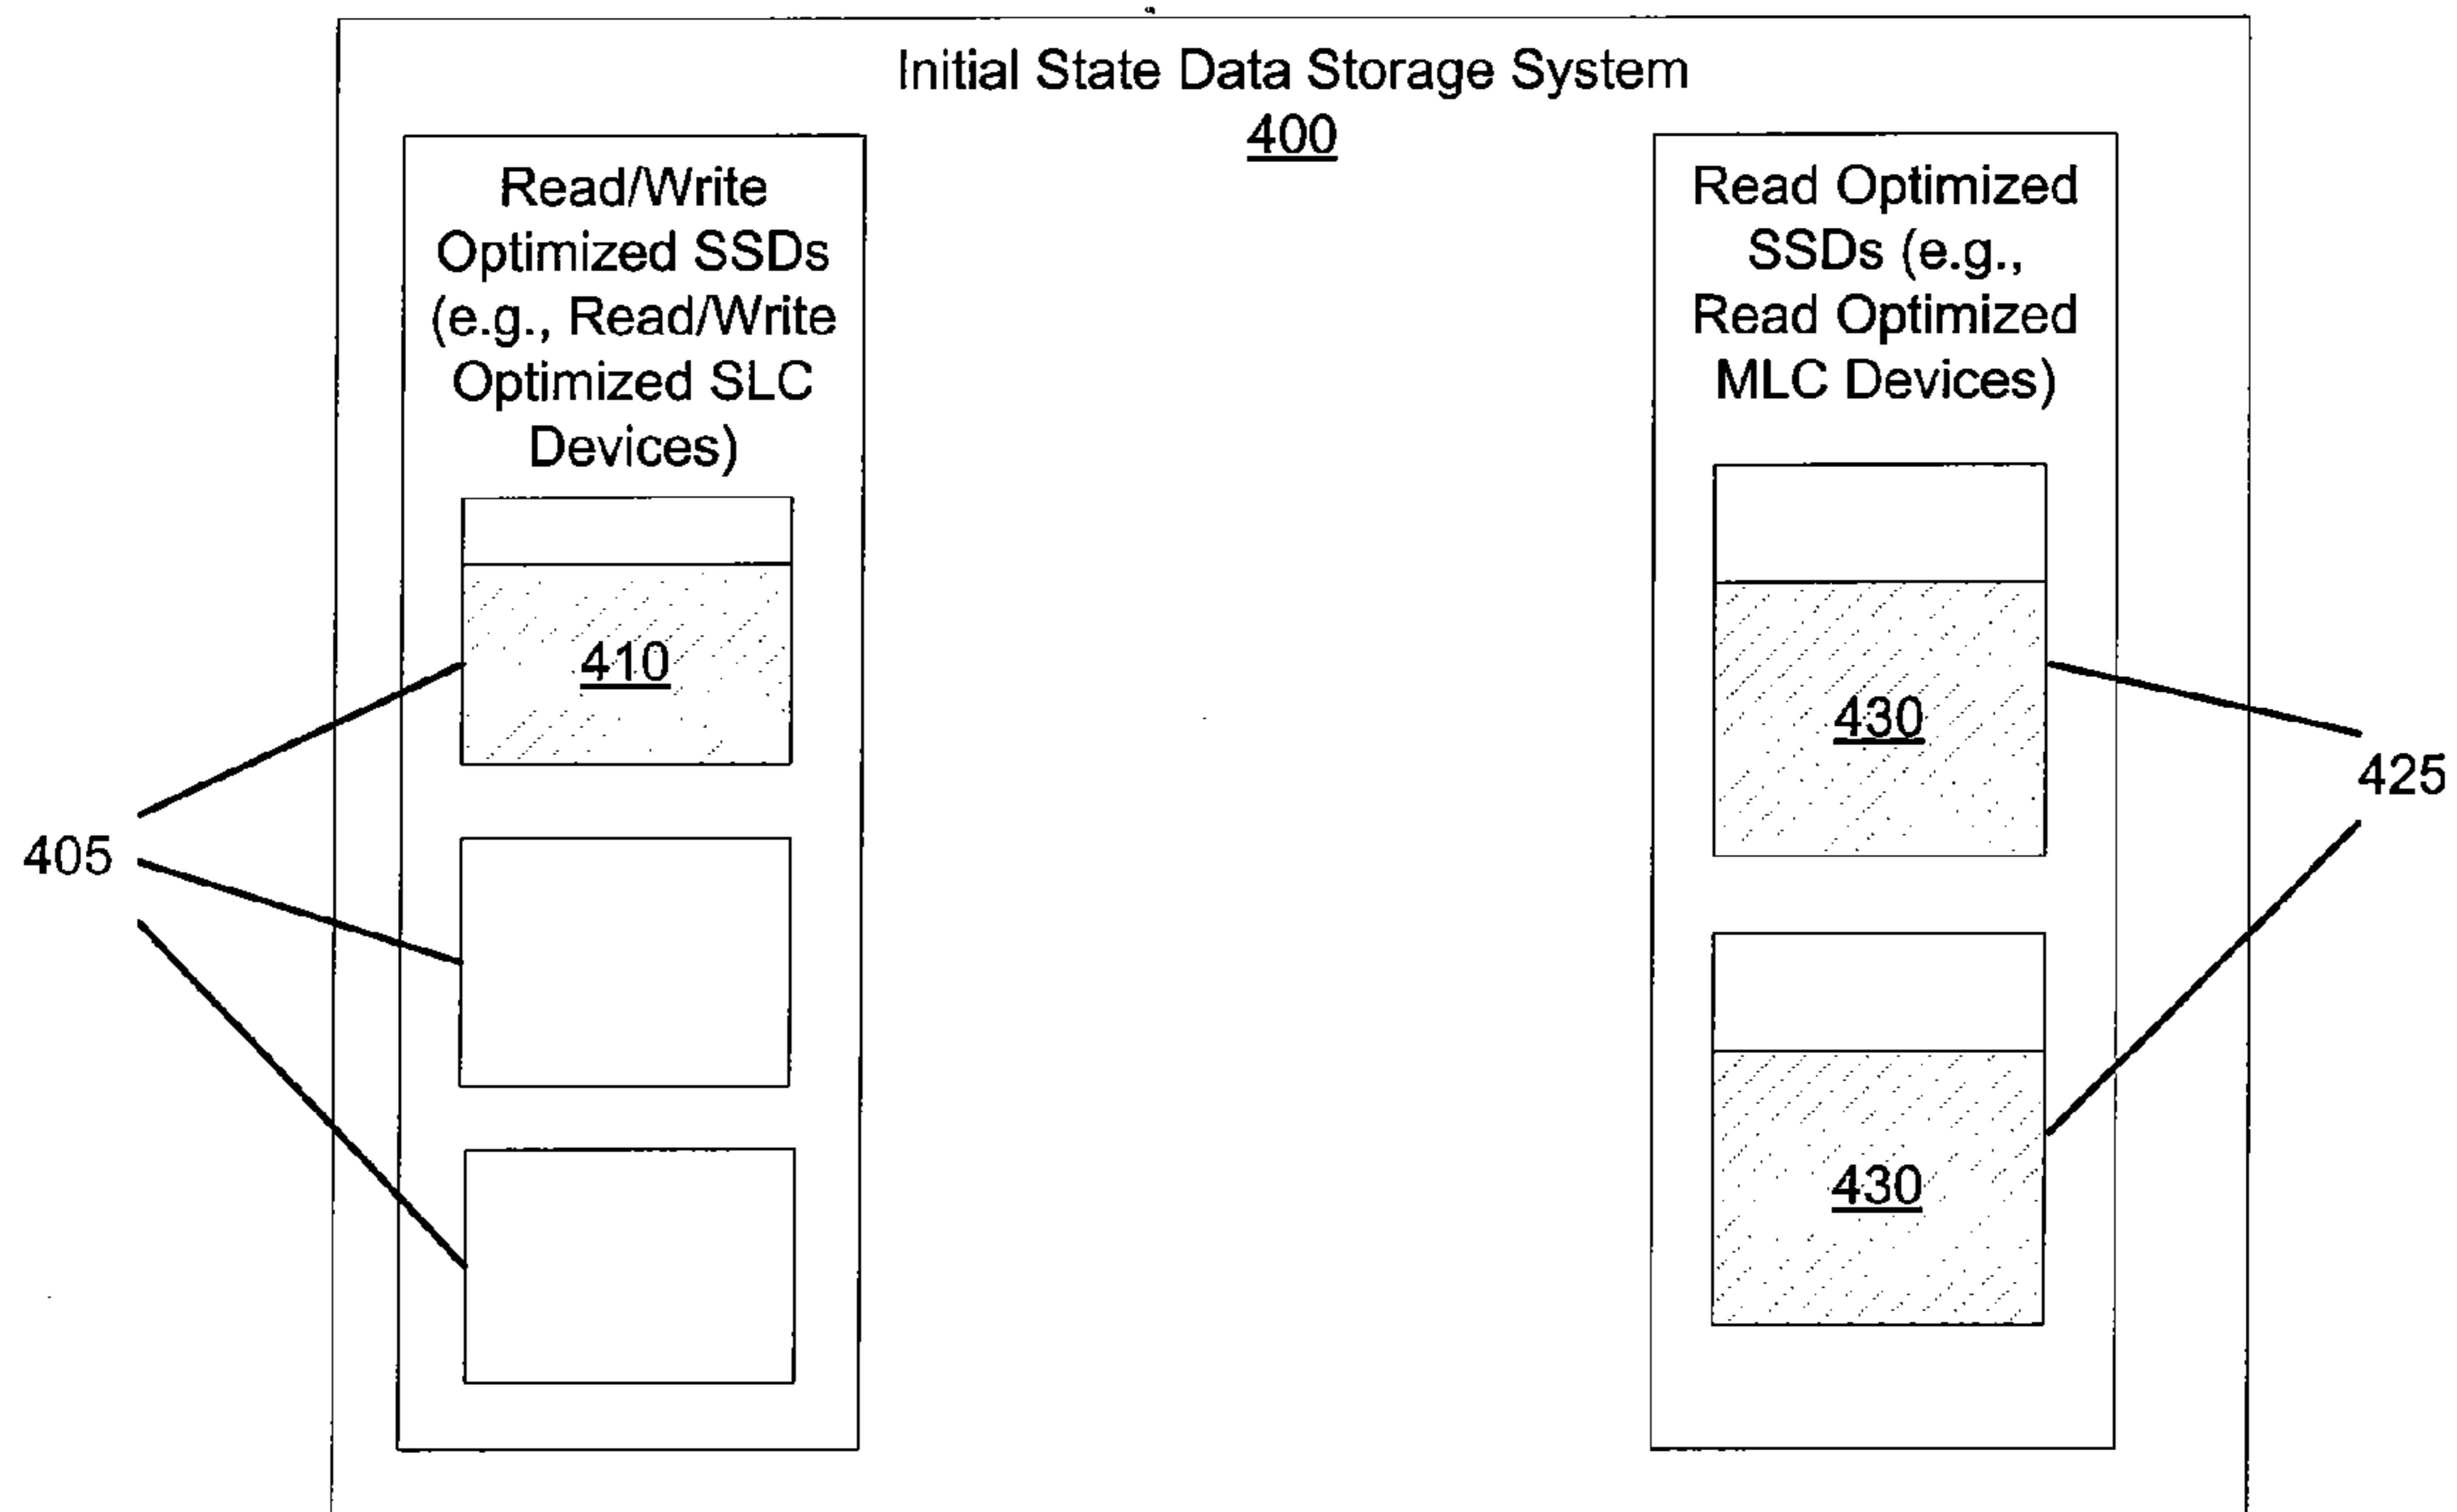 Initial State Data Storage System
400
Read/Write
Optimized SSDs
(e.g., Read/Write
Optimized SLC
Devices)
410
405
Read Optimized
SSDs (e.g.,
Read Optimized
MLC Devices)
430
430
425